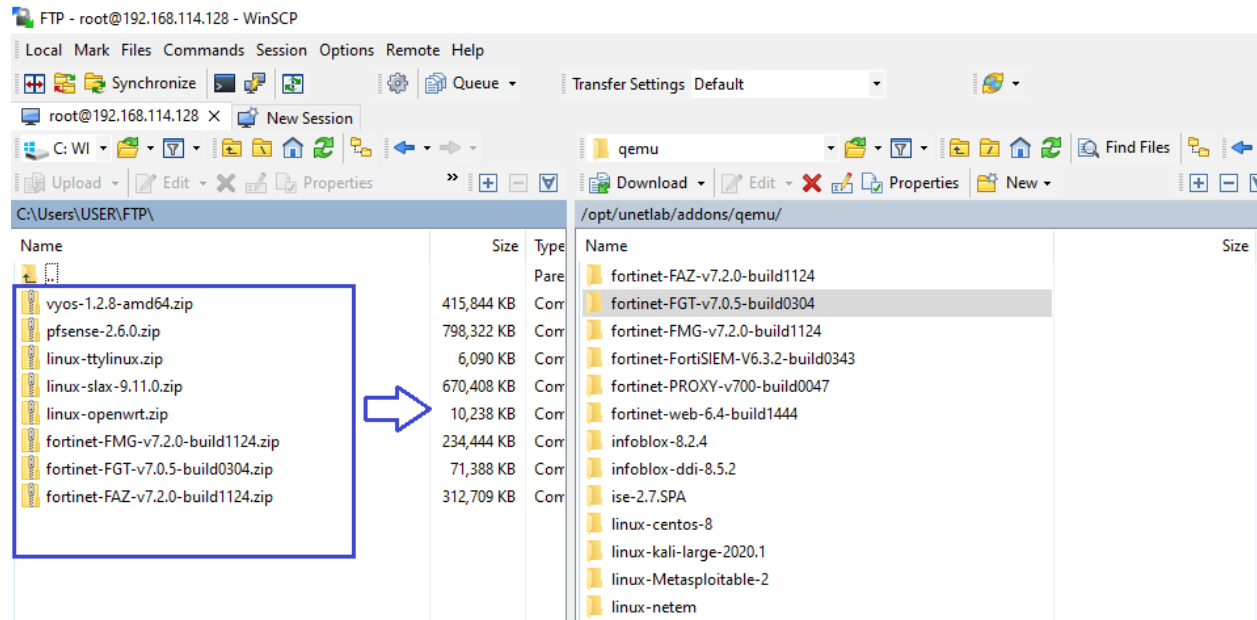 FTP - root@192.168.114.128 - WinSCP
Local Mark Files Commands Session Options Remote Help
Synchronize Queue Transfer Settings Default
root@192.168.114.128 × New Session
C: WI qemu Find Files
Upload Edit Properties » Download Edit Properties New
C:\Users\USER\FTP\ /opt/unetlab/addons/qemu/
Name Size Type Name Size
.. Pare fortinet-FAZ-v7.2.0-build1124
vyos-1.2.8-amd64.zip 415,844 KB Com fortinet-FGT-v7.0.5-build0304
pfsense-2.6.0.zip 798,322 KB Com fortinet-FMG-v7.2.0-build1124
linux-ttylinux.zip 6,090 KB Com fortinet-FortiSIEM-V6.3.2-build0343
linux-slax-9.11.0.zip 670,408 KB Com fortinet-PROXY-v700-build0047
linux-openwrt.zip 10,238 KB Com fortinet-web-6.4-build1444
fortinet-FMG-v7.2.0-build1124.zip 234,444 KB Com infoblox-8.2.4
fortinet-FGT-v7.0.5-build0304.zip 71,388 KB Com infoblox-ddi-8.5.2
fortinet-FAZ-v7.2.0-build1124.zip 312,709 KB Com ise-2.7.SPA
linux-centos-8
linux-kali-large-2020.1
linux-Metasploitable-2
linux-netem